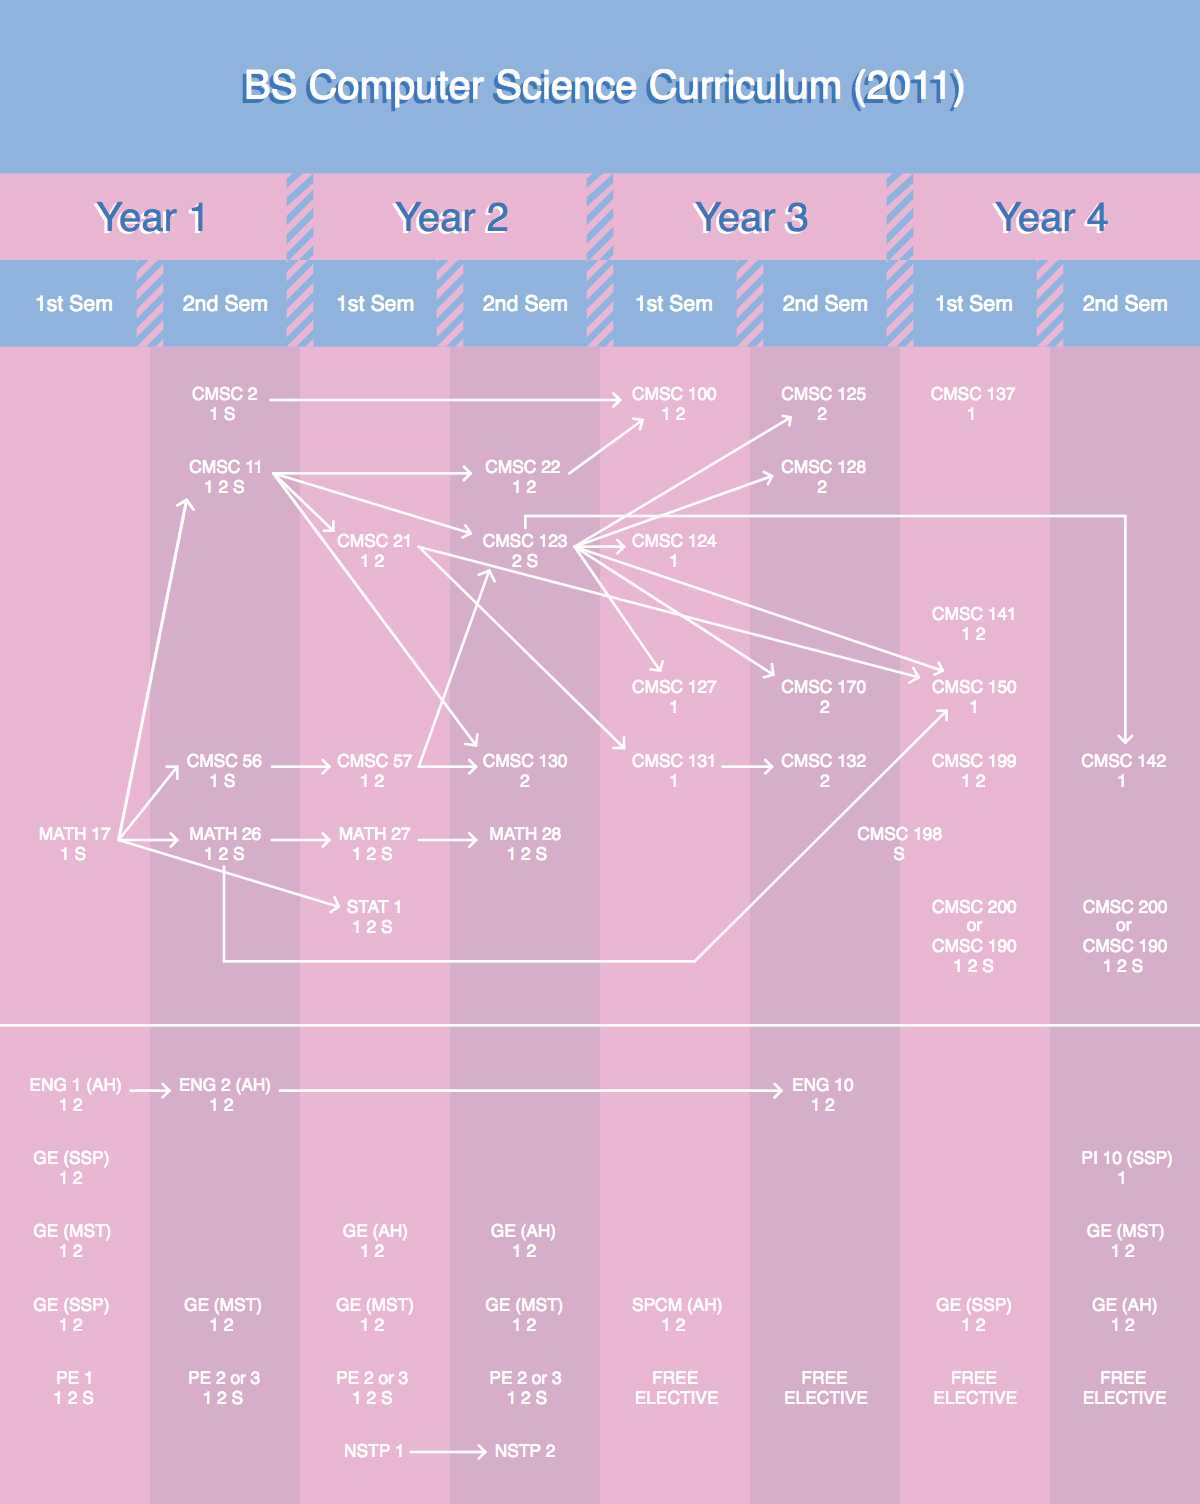 BS Computer Science Curriculum (2011)
Year 1
Year 2
Year 3
Year 4
1st Sem
2nd Sem
1st Sem
2nd Sem
1st Sem
2nd Sem
1st Sem
2nd Sem
CMSC 2
1 S
CMSC 100
1 2
CMSC 125
2
CMSC 137
1
CMSC 11
1 2 S
CMSC 22
1 2
CMSC 128
2
CMSC 21
1 2
CMSC 123
2 S
CMSC 124
1
CMSC 141
1 2
CMSC 127
1
CMSC 170
2
CMSC 150
1
CMSC 56
1 S
CMSC 57
1 2
CMSC 130
2
CMSC 131
1
CMSC 132
2
CMSC 199
1 2
CMSC 142
1
MATH 17
1 S
MATH 26
1 2 S
MATH 27
1 2 S
MATH 28
1 2 S
CMSC 198
S
STAT 1
1 2 S
CMSC 200
or
CMSC 190
1 2 S
CMSC 200
or
CMSC 190
1 2 S
ENG 1 (AH)
1 2
ENG 2 (AH)
1 2
ENG 10
1 2
GE (SSP)
1 2
PI 10 (SSP)
1
GE (MST)
1 2
GE (AH)
1 2
GE (AH)
1 2
GE (MST)
1 2
GE (SSP)
1 2
GE (MST)
1 2
GE (MST)
1 2
GE (MST)
1 2
SPCM (AH)
1 2
GE (SSP)
1 2
GE (AH)
1 2
PE 1
1 2 S
PE 2 or 3
1 2 S
PE 2 or 3
1 2 S
PE 2 or 3
1 2 S
FREE
ELECTIVE
FREE
ELECTIVE
FREE
ELECTIVE
FREE
ELECTIVE
NSTP 1
NSTP 2